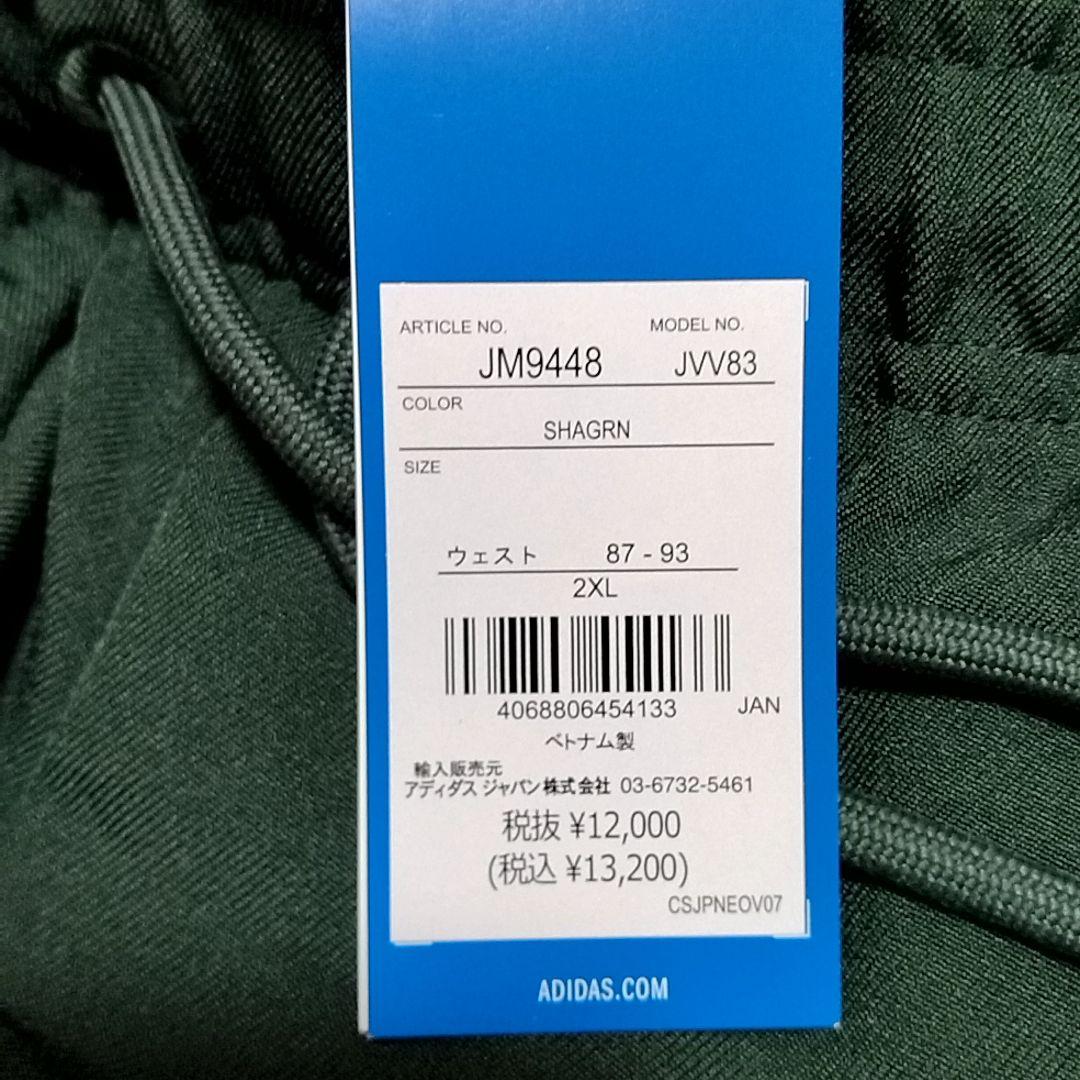 ARTICLE NO. MODEL NO.
JM9448 JVV83
COLOR
SHAGRN
SIZE
ウェスト 87 - 93
2XL
4068806454133 JAN
ベトナム製
輸入販売元
アディダス ジャパン株式会社 03-6732-5461
税抜 ¥12,000
(税込 ¥13,200)
CSJPNEOV07
ADIDAS.COM